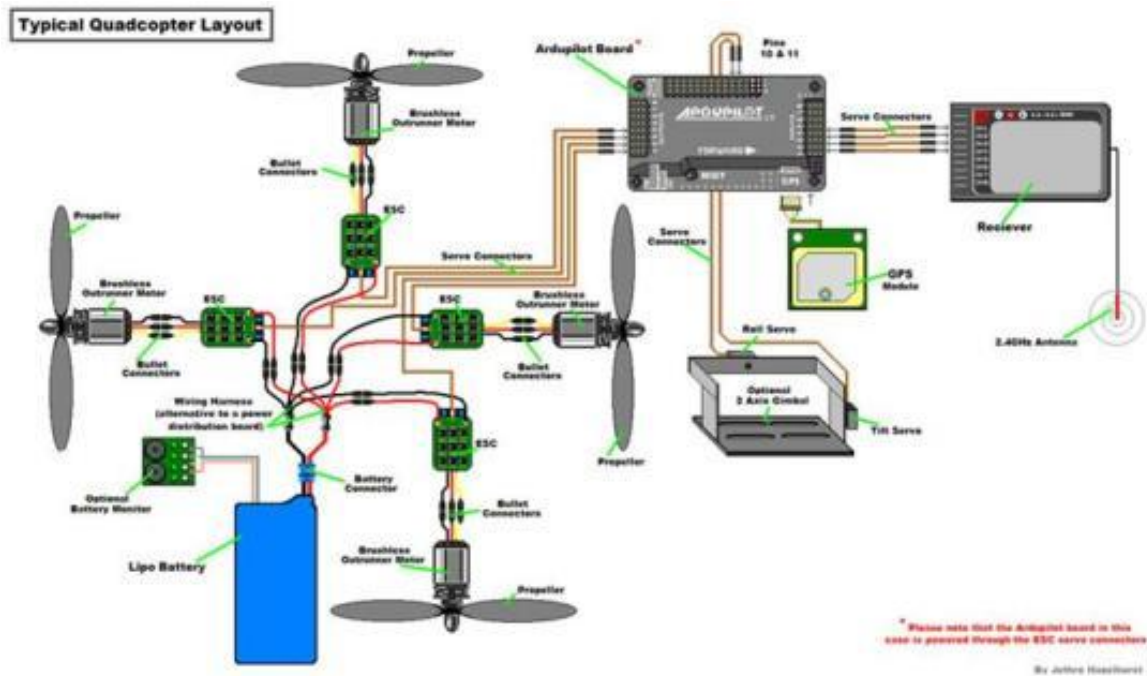 Typical Quadcopter Layout
Propeller
Ardupilot Board *
Pins
10 & 11
Brushless
Outrunner Motor
ARDUPILOT
Servo Connectors
FORWARD
Bullet
Connectors
RESET
GPS
ESC
Propeller
Servo
Connectors
Reciever
Servo Connectors
GPS
Module
Brushless
Outrunner Motor
ESC
ESC
Brushless
Outrunner Motor
2.4GHz Antenna
Roll Servo
Bullet
Connectors
Bullet
Connectors
Optional
2 Axis Gimbal
Wiring Harness
(alternative to a power
distribution board)
Tilt Servo
ESC
Propeller
Battery
Connector
Optional
Battery Monitor
Bullet
Connectors
Lipo Battery
Brushless
Outrunner Motor
Propeller
* Please note that the Ardupilot board in this
case is powered through the ESC servo connectors